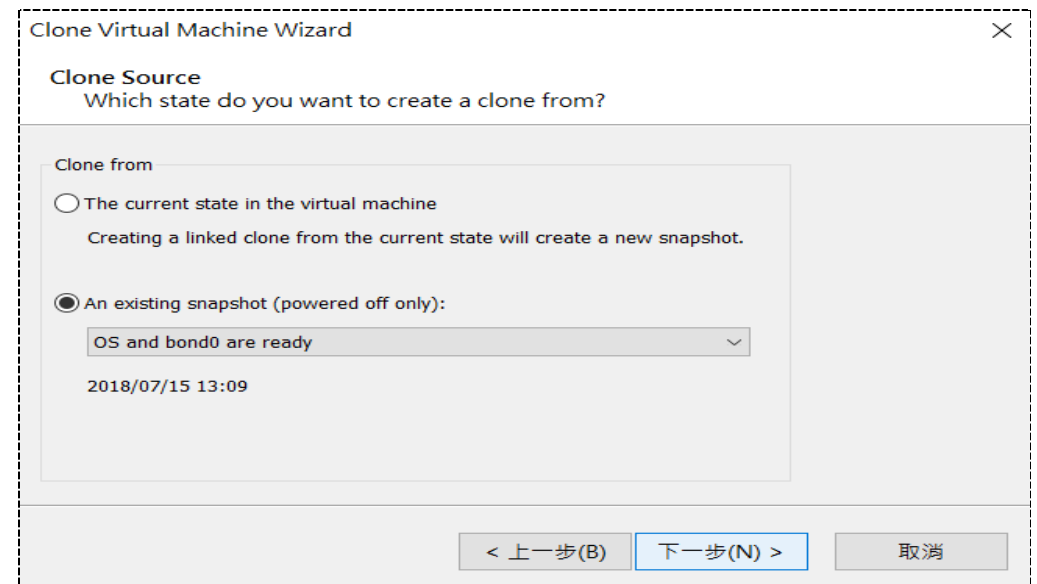 Clone Virtual Machine Wizard
Clone Source
Which state do you want to create a clone from?
Clone from
The current state in the virtual machine
Creating a linked clone from the current state will create a new snapshot.
An existing snapshot (powered off only):
OS and bond0 are ready
2018/07/15 13:09
< 上一步(B) 下一步(N) > 取消